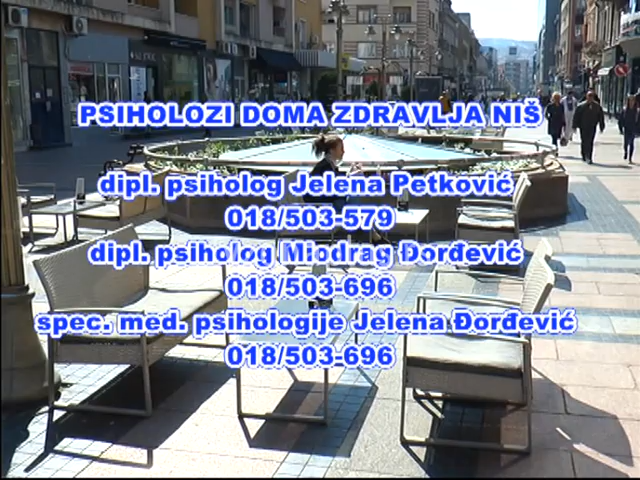 PSIHOLOZI DOMA ZDRAVLJA NIŠ
dipl. psiholog Jelena Petković
018/503-579
dipl. psiholog Miodrag Đorđević
018/503-696
spec. med. psihologije Jelena Đorđević
018/503-696